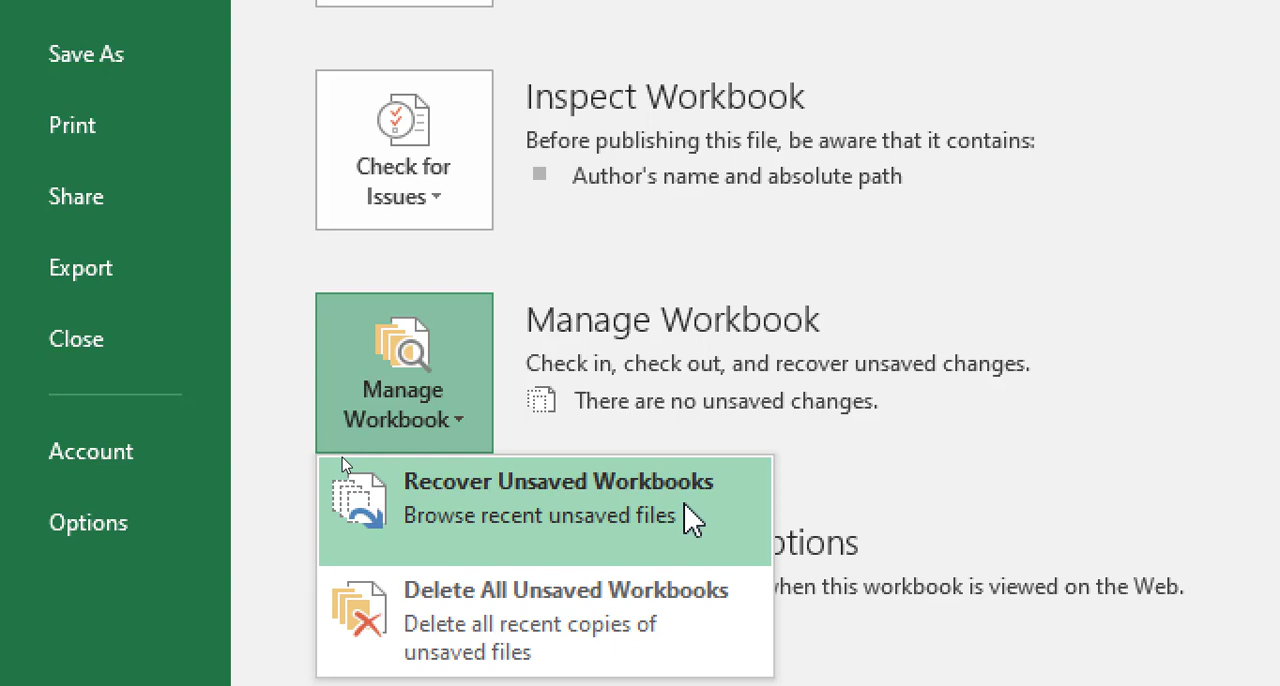 Save As
Print
Share
Export
Close
Account
Options
Check for
Issues
Inspect Workbook
Before publishing this file, be aware that it contains:
Author's name and absolute path
Manage
Workbook
Manage Workbook
Check in, check out, and recover unsaved changes.
There are no unsaved changes.
Recover Unsaved Workbooks
Browse recent unsaved files
Delete All Unsaved Workbooks
Delete all recent copies of
unsaved files
ptions
when this workbook is viewed on the Web.